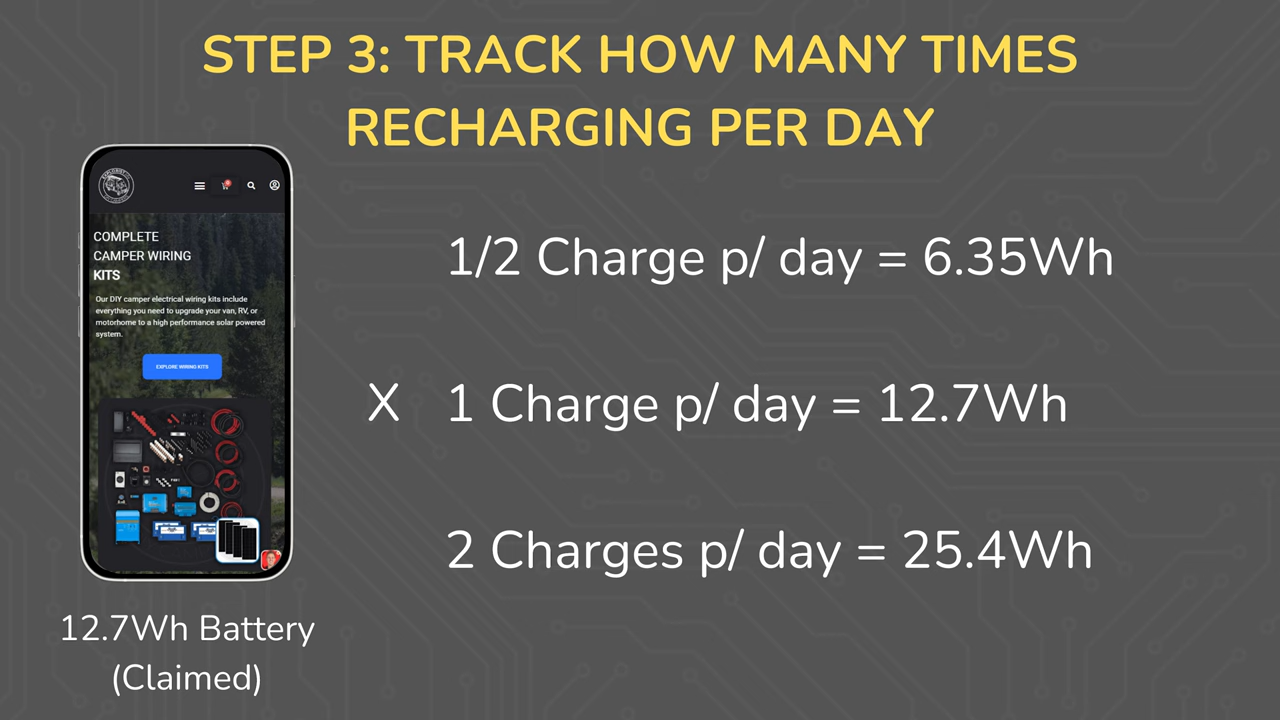 STEP 3: TRACK HOW MANY TIMES
RECHARGING PER DAY
COMPLETE
CAMPER WIRING
KITS
Our DIY camper electrical wiring kits include
everything you need to upgrade your van, RV, or
motorhome to a high performance solar powered
system.
EXPLORE WIRING KITS
1/2 Charge p/ day = 6.35Wh
X 1 Charge p/ day = 12.7Wh
2 Charges p/ day = 25.4Wh
12.7Wh Battery
(Claimed)